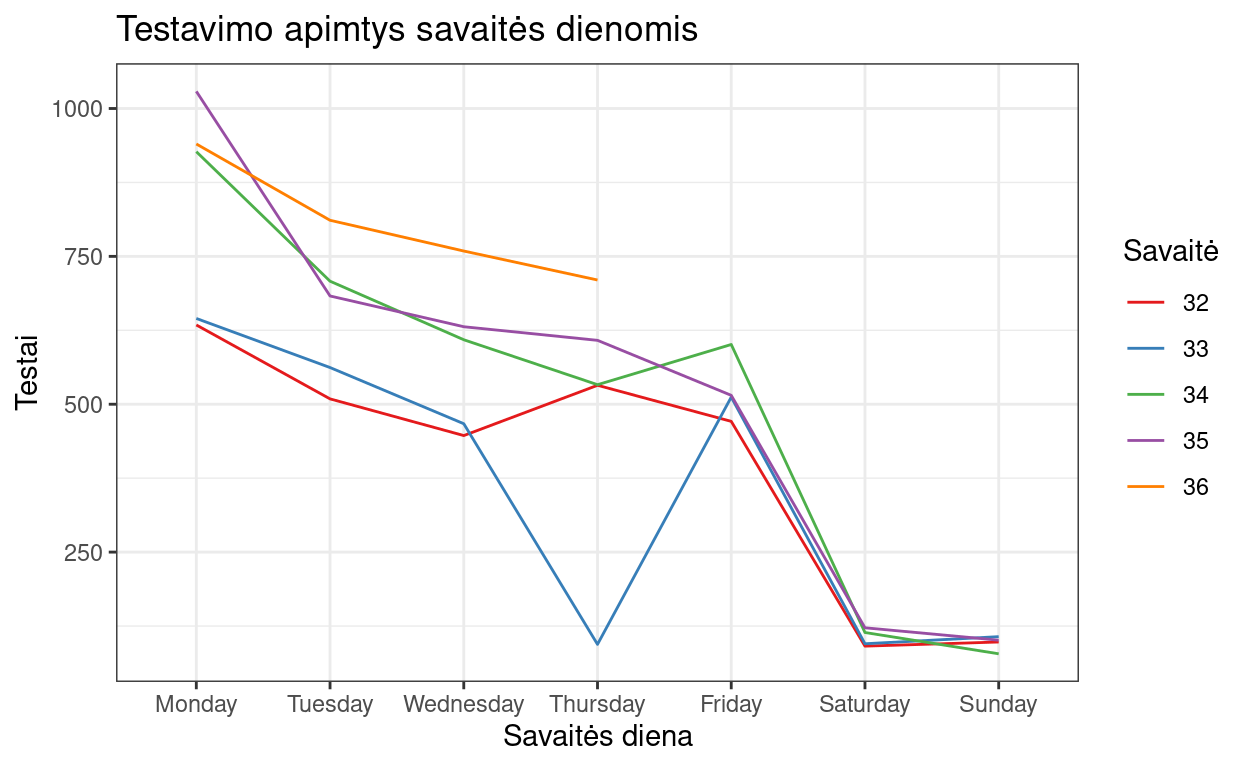 Testavimo apimtys savaitės dienomis
Testai
1000
750
500
250
Monday Tuesday Wednesday Thursday Friday Saturday Sunday
Savaitės diena
Savaitė
32
33
34
35
36